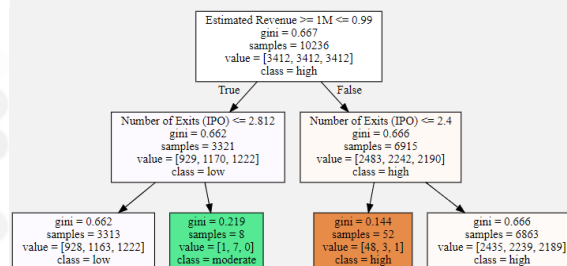 Estimated Revenue >= 1M <= 0.99
gini = 0.667
samples = 10236
value = [3412, 3412, 3412]
class = high
True
False
Number of Exits (IPO) <= 2.812
gini = 0.662
samples = 3321
value = [929, 1170, 1222]
class = low
Number of Exits (IPO) <= 2.4
gini = 0.666
samples = 6915
value = [2483, 2242, 2190]
class = high
gini = 0.662
samples = 3313
value = [928, 1163, 1222]
class = low
gini = 0.219
samples = 8
value = [1, 7, 0]
class = moderate
gini = 0.144
samples = 52
value = [48, 3, 1]
class = high
gini = 0.666
samples = 6863
value = [2435, 2239, 2189]
class = high